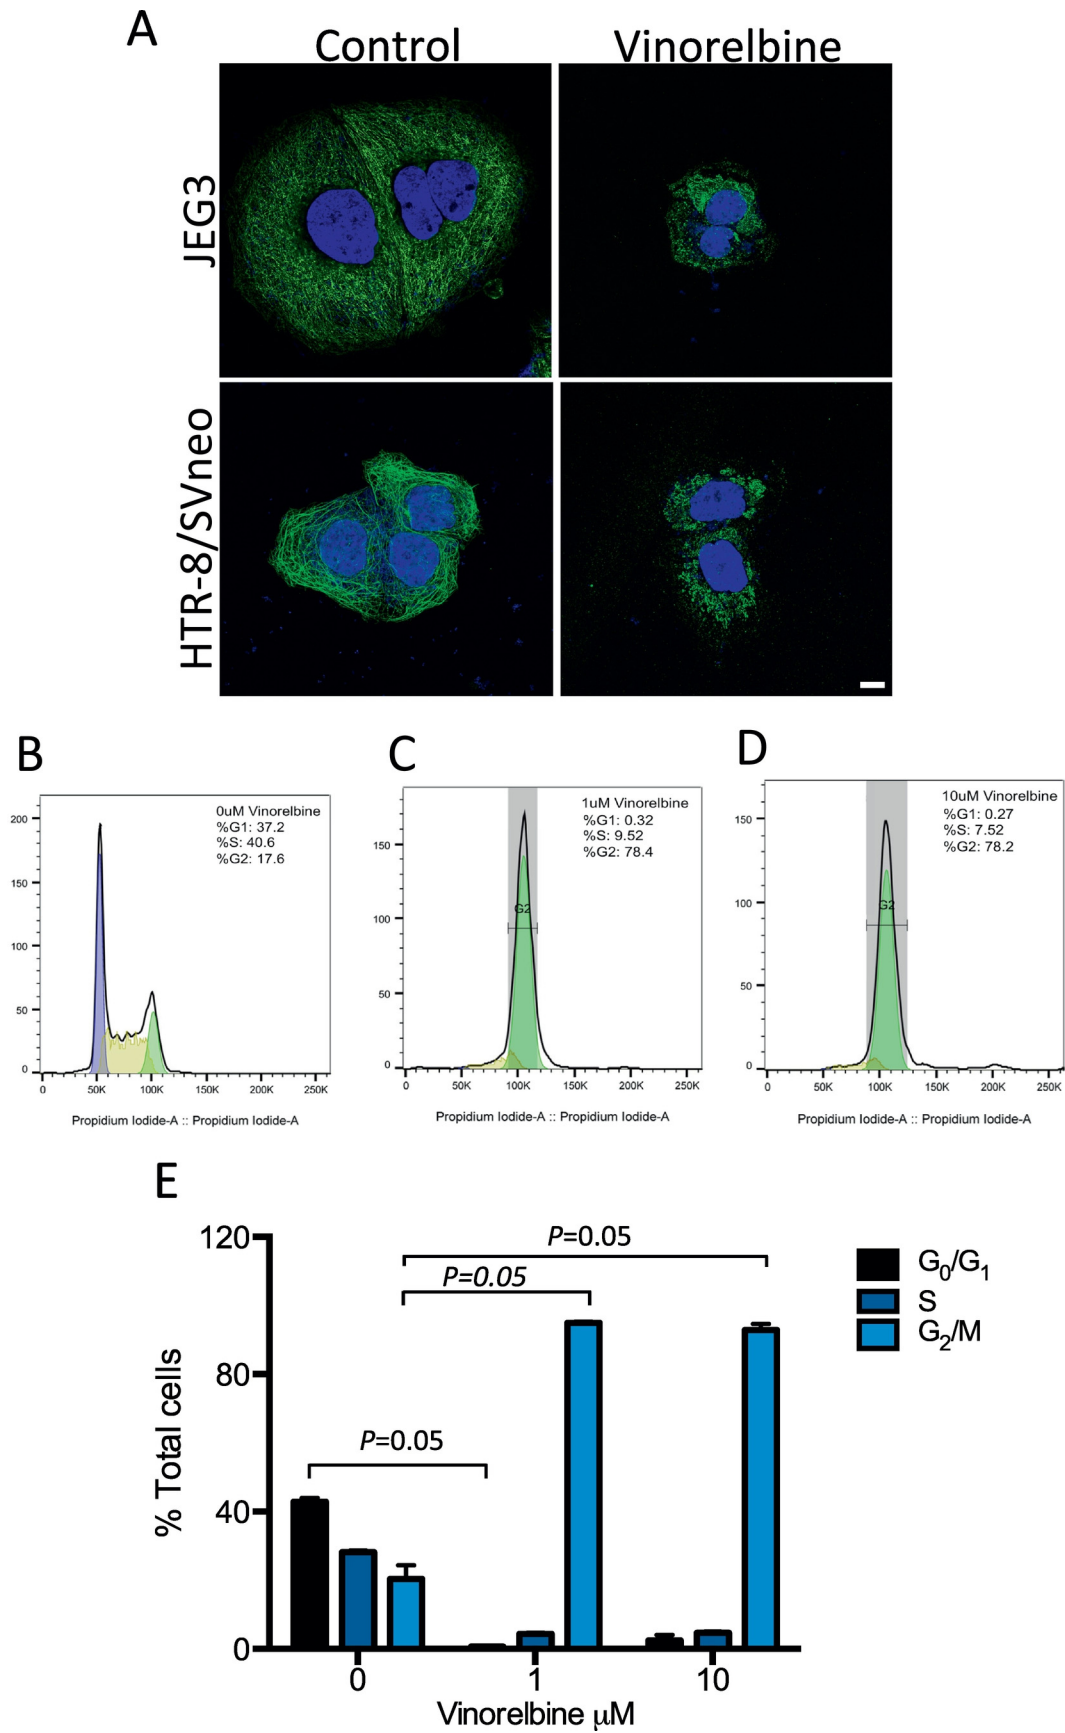 A
Control
Vinorelbine
JEG3
HTR-8/SVneo
B
C
D
0uM Vinorelbine
%G1: 37.2
%S: 40.6
%G2: 17.6
200
150
100
50
0
0 50K 100K 150K 200K 250K
Propidium Iodide-A :: Propidium Iodide-A
1uM Vinorelbine
%G1: 0.32
%S: 9.52
%G2: 78.4
G2
150
100
50
0
0 50K 100K 150K 200K 250K
Propidium Iodide-A :: Propidium Iodide-A
10uM Vinorelbine
%G1: 0.27
%S: 7.52
%G2: 78.2
G2
150
100
50
0
0 50K 100K 150K 200K 250K
Propidium Iodide-A :: Propidium Iodide-A
E
% Total cells
120
80
40
0
P=0.05
P=0.05
P=0.05
G₀/G₁
S
G₂/M
0 1 10
Vinorelbine μM